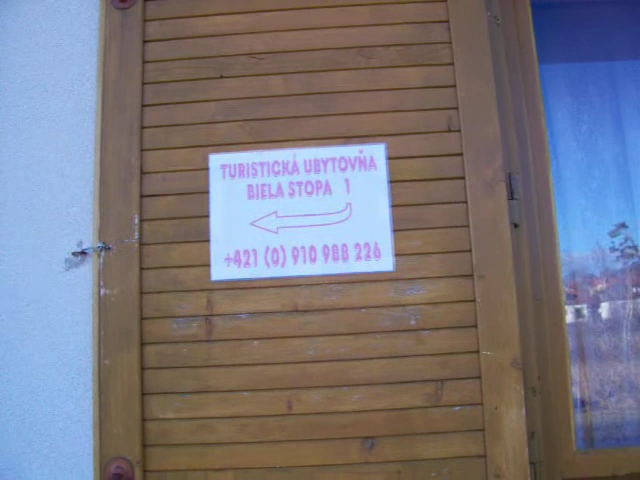 TURISTICKÁ UBYTOVŇA
BIELA STOPA 1
+421 (0) 910 988 226